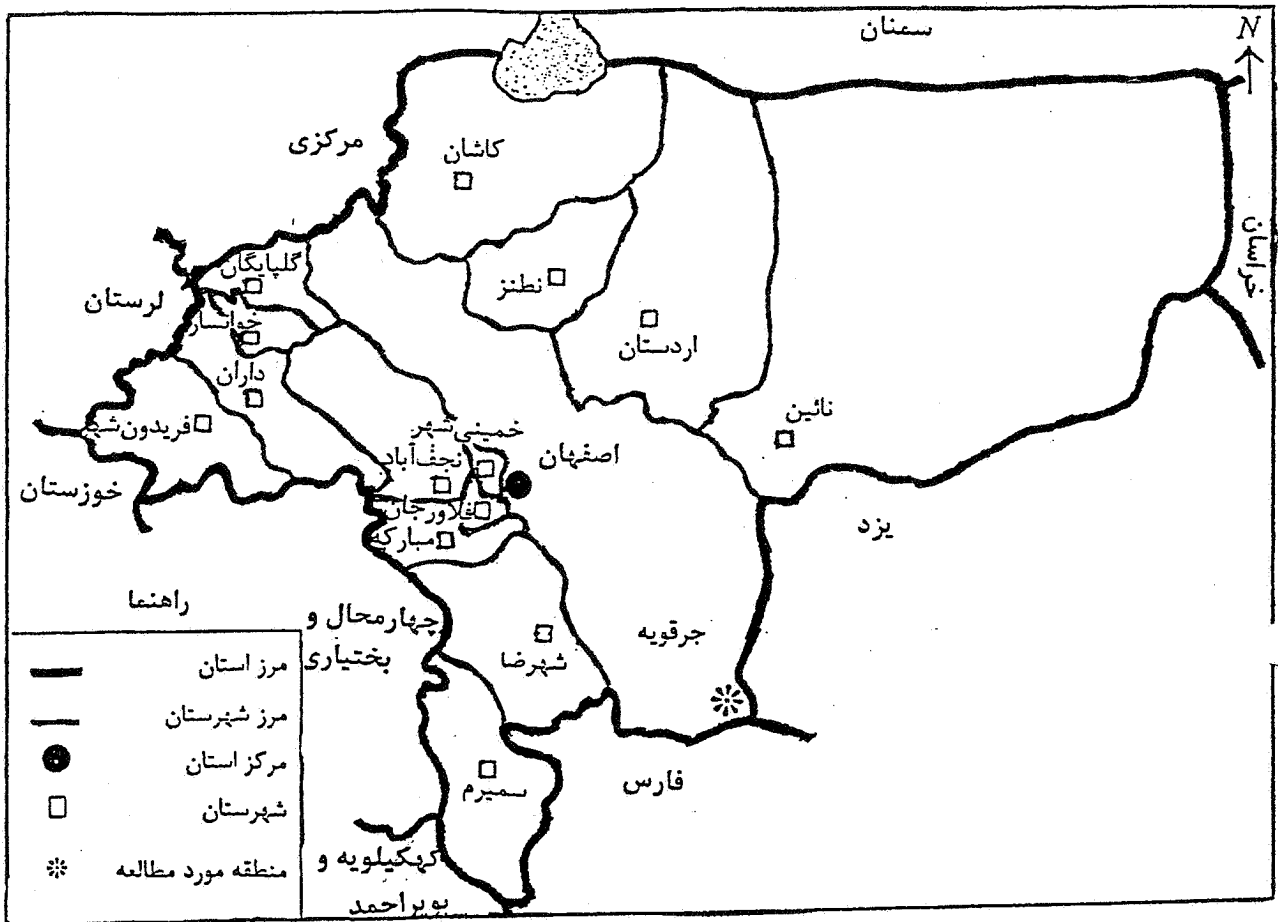 سمنان
N
مرکزی
کاشان
خراسان
گلپایگان
نطنز
لرستان
خوانسار
اردستان
داران
نائین
فریدون‌شهر
خمینی‌شهر
اصفهان
نجف‌آباد
خوزستان
فلاورجان
یزد
مبارکه
چهارمحال و
بختیاری
جرقویه
شهرضا
فارس
سمیرم
کهکیلویه و
بویراحمد
راهنما
مرز استان
مرز شهرستان
مرکز استان
شهرستان
منطقه مورد مطالعه